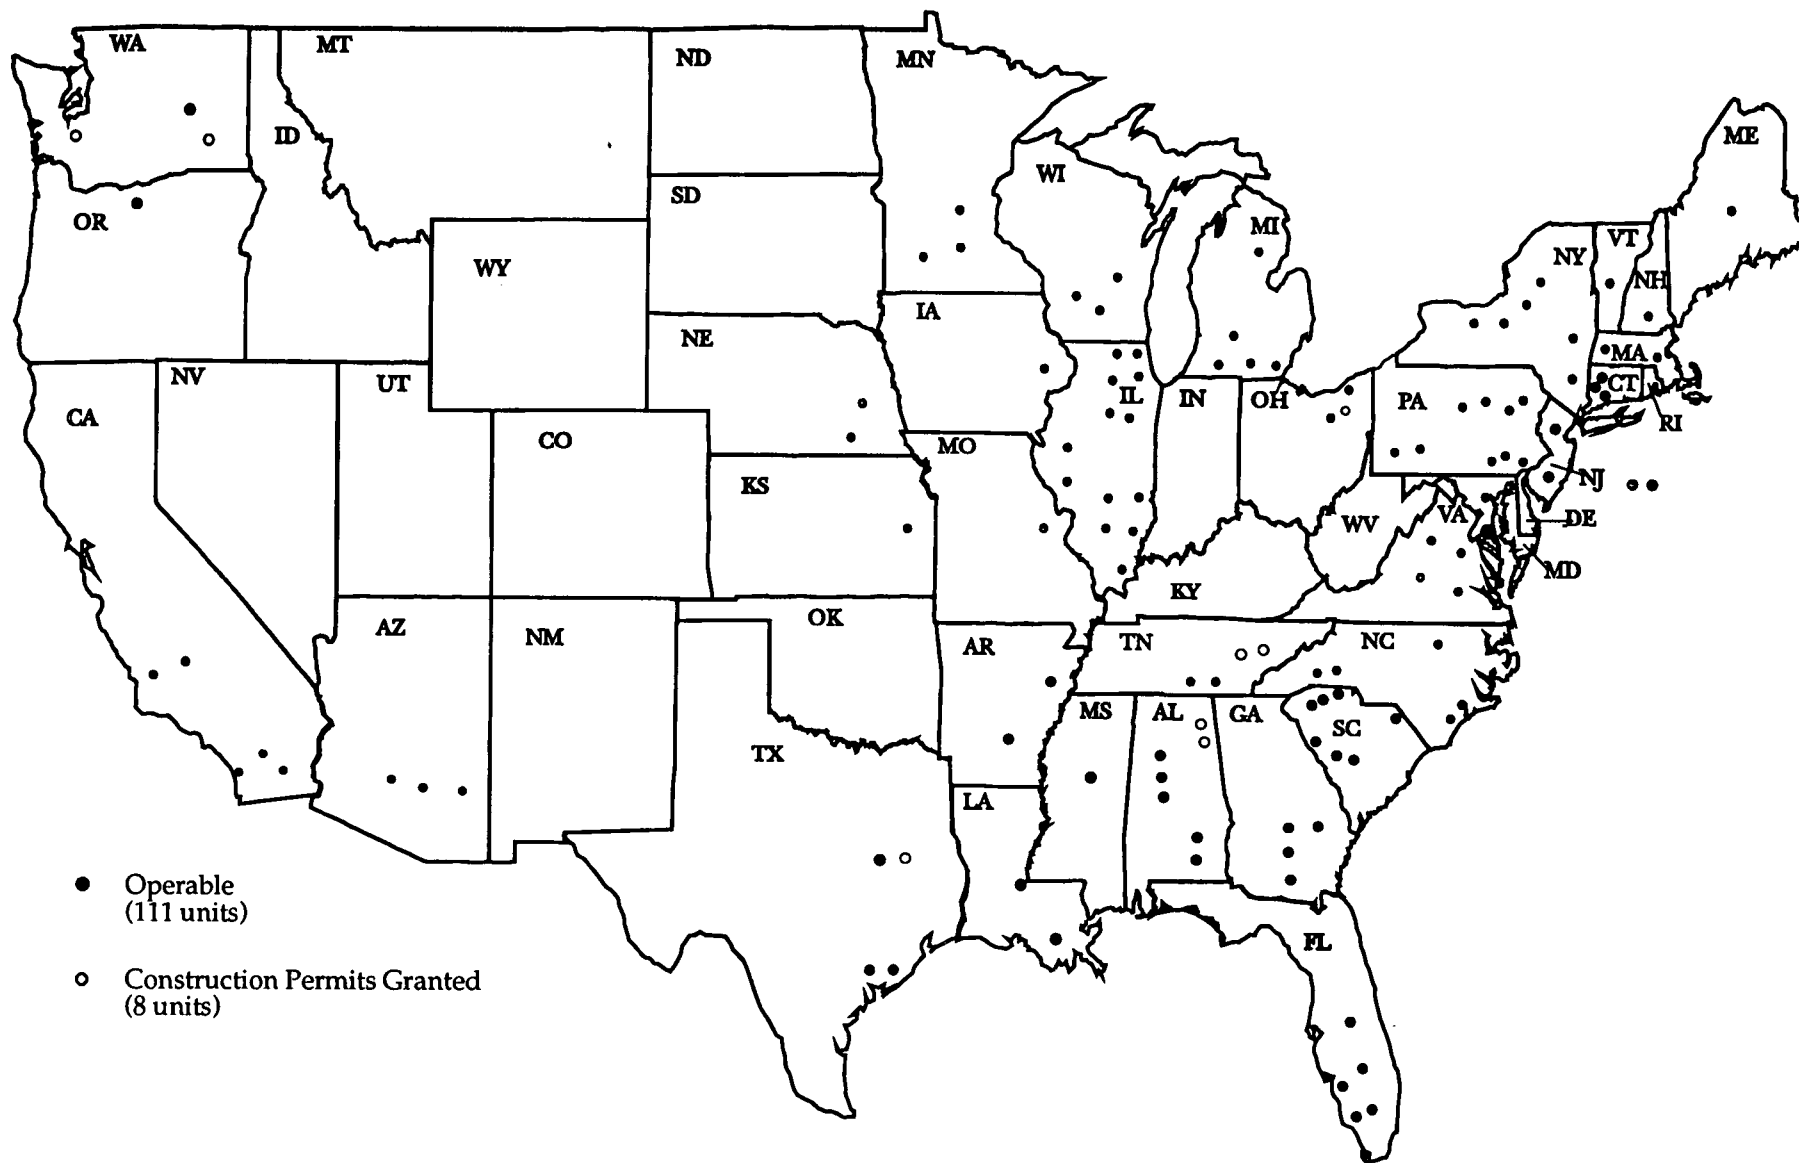 WA
MT
ND
MN
ME
ID
WI
SD
OR
MI
VT
NY
WY
NH
IA
NE
MA
NV
UT
CT
IL
IN
OH
PA
CA
RI
CO
MO
NJ
KS
VA
WV
DE
MD
KY
OK
AZ
NM
TN
NC
AR
MS
AL
GA
SC
TX
LA
Operable
(111 units)
FL
Construction Permits Granted
(8 units)